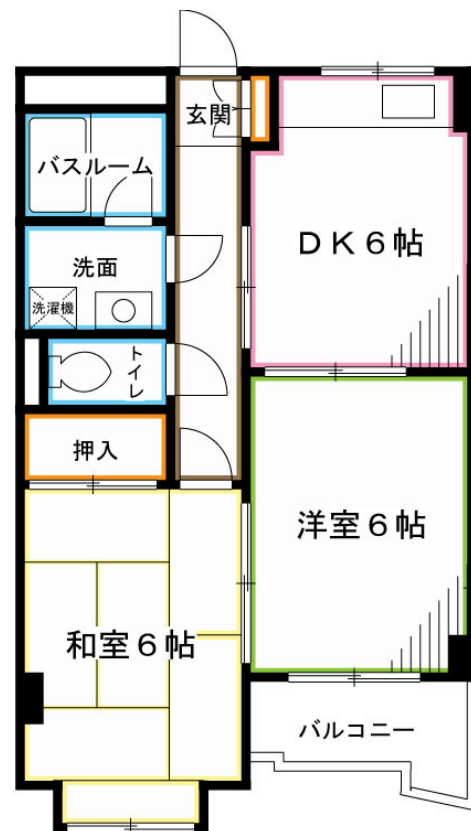 玄関
バスルーム
DK6帖
洗面
洗濯機
トイレ
押入
洋室6帖
和室6帖
バルコニー